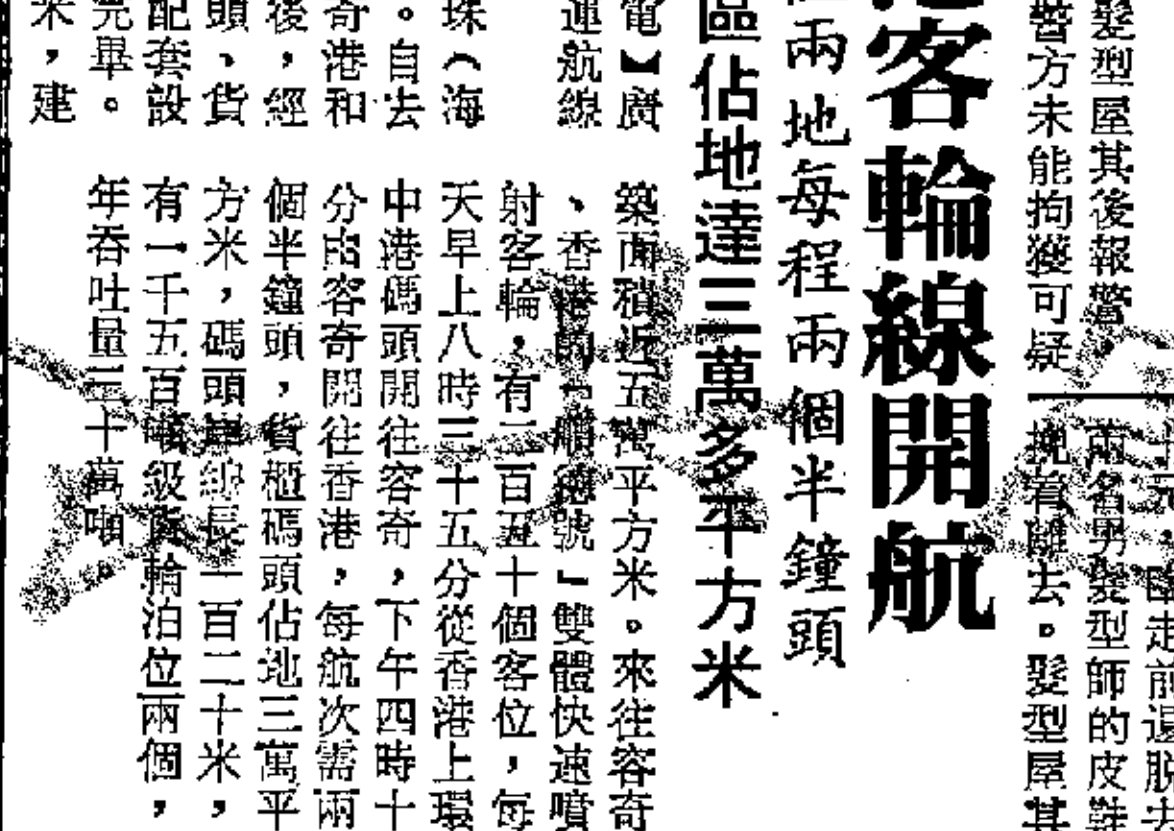 髮型屋其後報警,
警方未能拘獲可疑
十元,臨走前還脫去
兩名男髮型師的皮鞋
挽着離去。髮型屋其
客輪線開航
兩地每程兩個半鐘頭
區佔地達三萬多平方米
電】廣
運航線
珠(海
。自去
奇港和
後,經
頭、貨
配套設
完畢。
米,建
築面積近五萬平方米。來往容奇
、香港的「順德號」雙體快速噴
射客輪,有二百五十個客位,每
天早上八時三十五分從香港上環
中港碼頭開往容奇,下午四時十
分由容奇開往香港,每航次需兩
個半鐘頭,貨櫃碼頭佔地三萬平
方米,碼頭岸線長一百二十米,
有一千五百噸級貨輪泊位兩個,
年吞吐量三十萬噸。